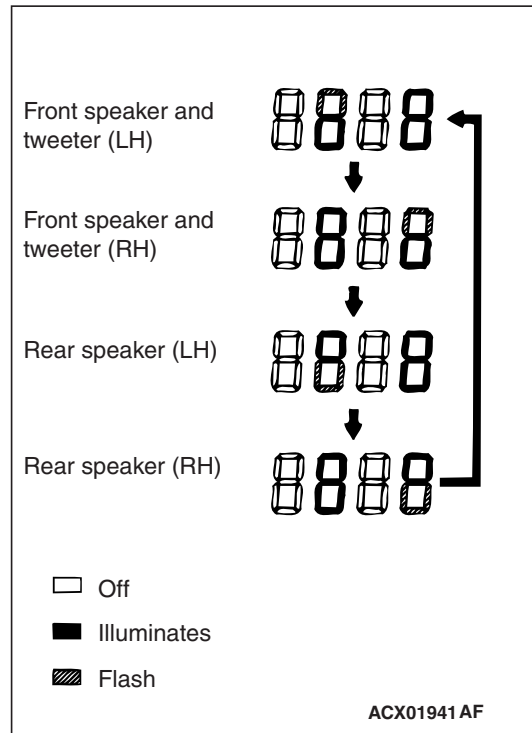 Front speaker and
tweeter (LH)
Front speaker and
tweeter (RH)
Rear speaker (LH)
Rear speaker (RH)
Off
Illuminates
Flash
ACX01941 AF